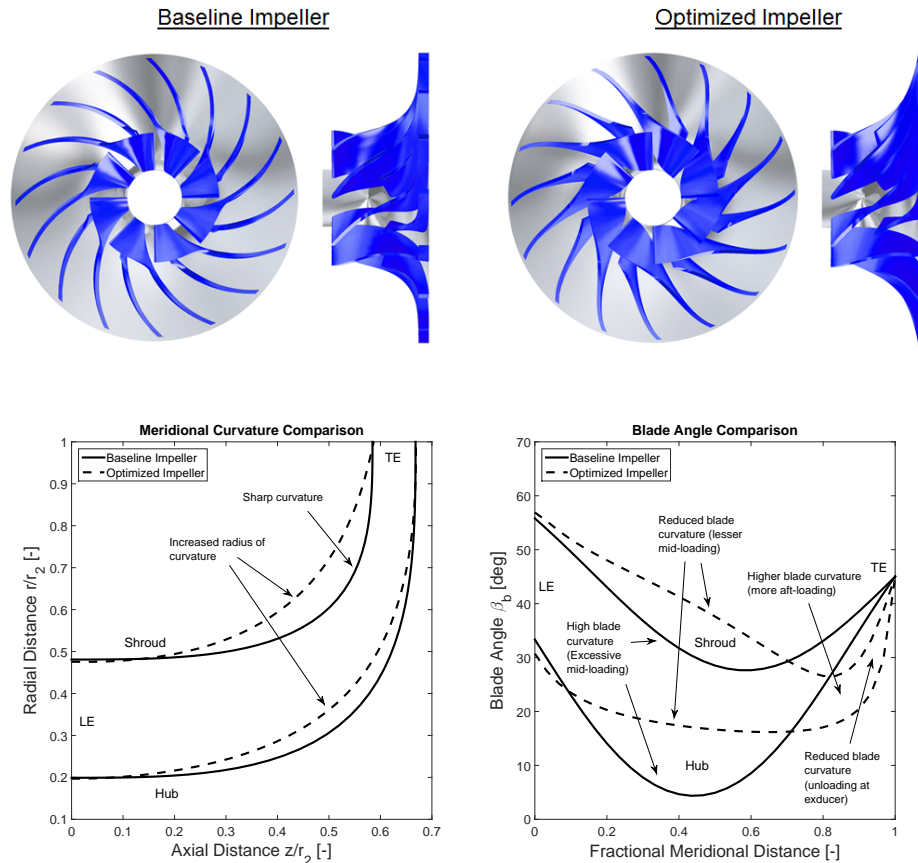 Baseline Impeller
Optimized Impeller
Meridional Curvature Comparison
Baseline Impeller
Optimized Impeller
TE
Sharp curvature
Increased radius of
curvature
Shroud
LE
Hub
1
0.9
0.8
0.7
0.6
0.5
0.4
0.3
0.2
0.1
0
0.1
0.2
0.3
0.4
0.5
0.6
0.7
Radial Distance r/r2 [-]
Axial Distance z/r2 [-]
Blade Angle Comparison
Baseline Impeller
Optimized Impeller
Reduced blade
curvature (lesser
mid-loading)
TE
Higher blade curvature
(more aft-loading)
LE
High blade
curvature
(Excessive
mid-loading)
Shroud
Hub
Reduced blade
curvature
(unloading at
exducer)
70
60
50
40
30
20
10
0
0
0.2
0.4
0.6
0.8
1
Blade Angle βb [deg]
Fractional Meridional Distance [-]